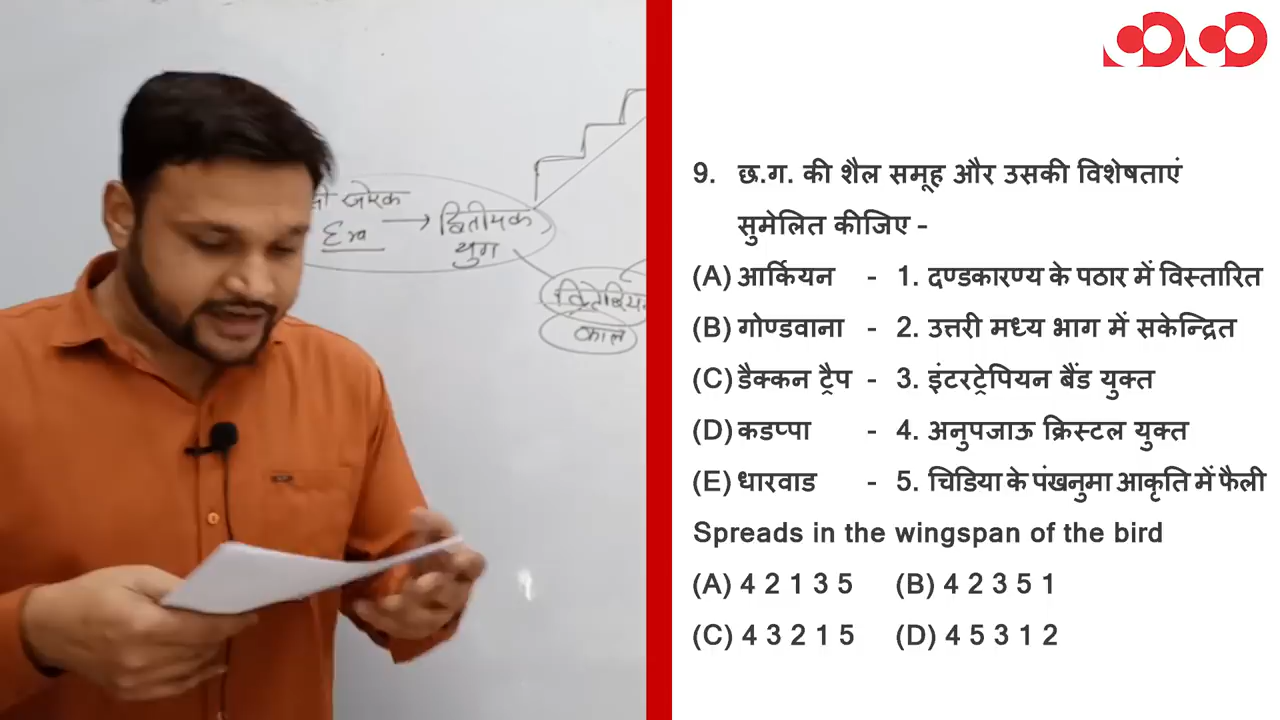 जोरिक
Era → द्वितीयक
युग
काल
9. छ.ग. की शैल समूह और उसकी विशेषताएं
सुमेलित कीजिए -
(A) आर्कियन - 1. दण्डकारण्य के पठार में विस्तारित
(B) गोण्डवाना - 2. उत्तरी मध्य भाग में सकेन्द्रित
(C) डैक्कन ट्रैप - 3. इंटरट्रेपियन बैंड युक्त
(D) कडप्पा - 4. अनुपजाऊ क्रिस्टल युक्त
(E) धारवाड - 5. चिडिया के पंखनुमा आकृति में फैली
Spreads in the wingspan of the bird
(A) 4 2 1 3 5 (B) 4 2 3 5 1
(C) 4 3 2 1 5 (D) 4 5 3 1 2